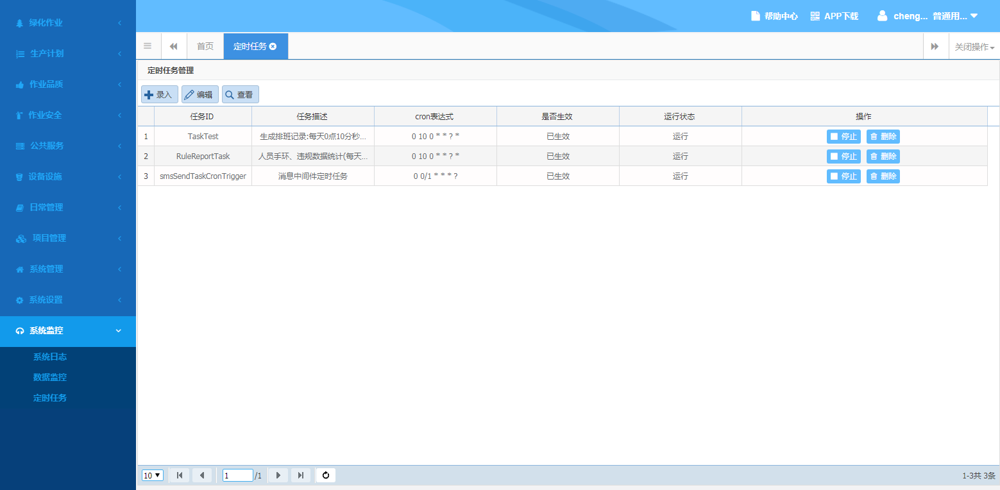 帮助中心 APP下载 cheng... 普通用...
绿化作业
生产计划
作业品质
作业安全
公共服务
设备设施
日常管理
项目管理
系统管理
系统设置
系统监控
系统日志
数据监控
定时任务
首页 定时任务 关闭操作
定时任务管理
录入 编辑 查看
任务ID 任务描述 cron表达式 是否生效 运行状态 操作
1 TaskTest 生成排班记录:每天0点10分秒... 0 10 0 * * ? * 已生效 运行 停止 删除
2 RuleReportTask 人员手环、违规数据统计(每天... 0 10 0 * * ? * 已生效 运行 停止 删除
3 smsSendTaskCronTrigger 消息中间件定时任务 0 0/1 * * * ? 已生效 运行 停止 删除
10 1 /1 1-3共 3条